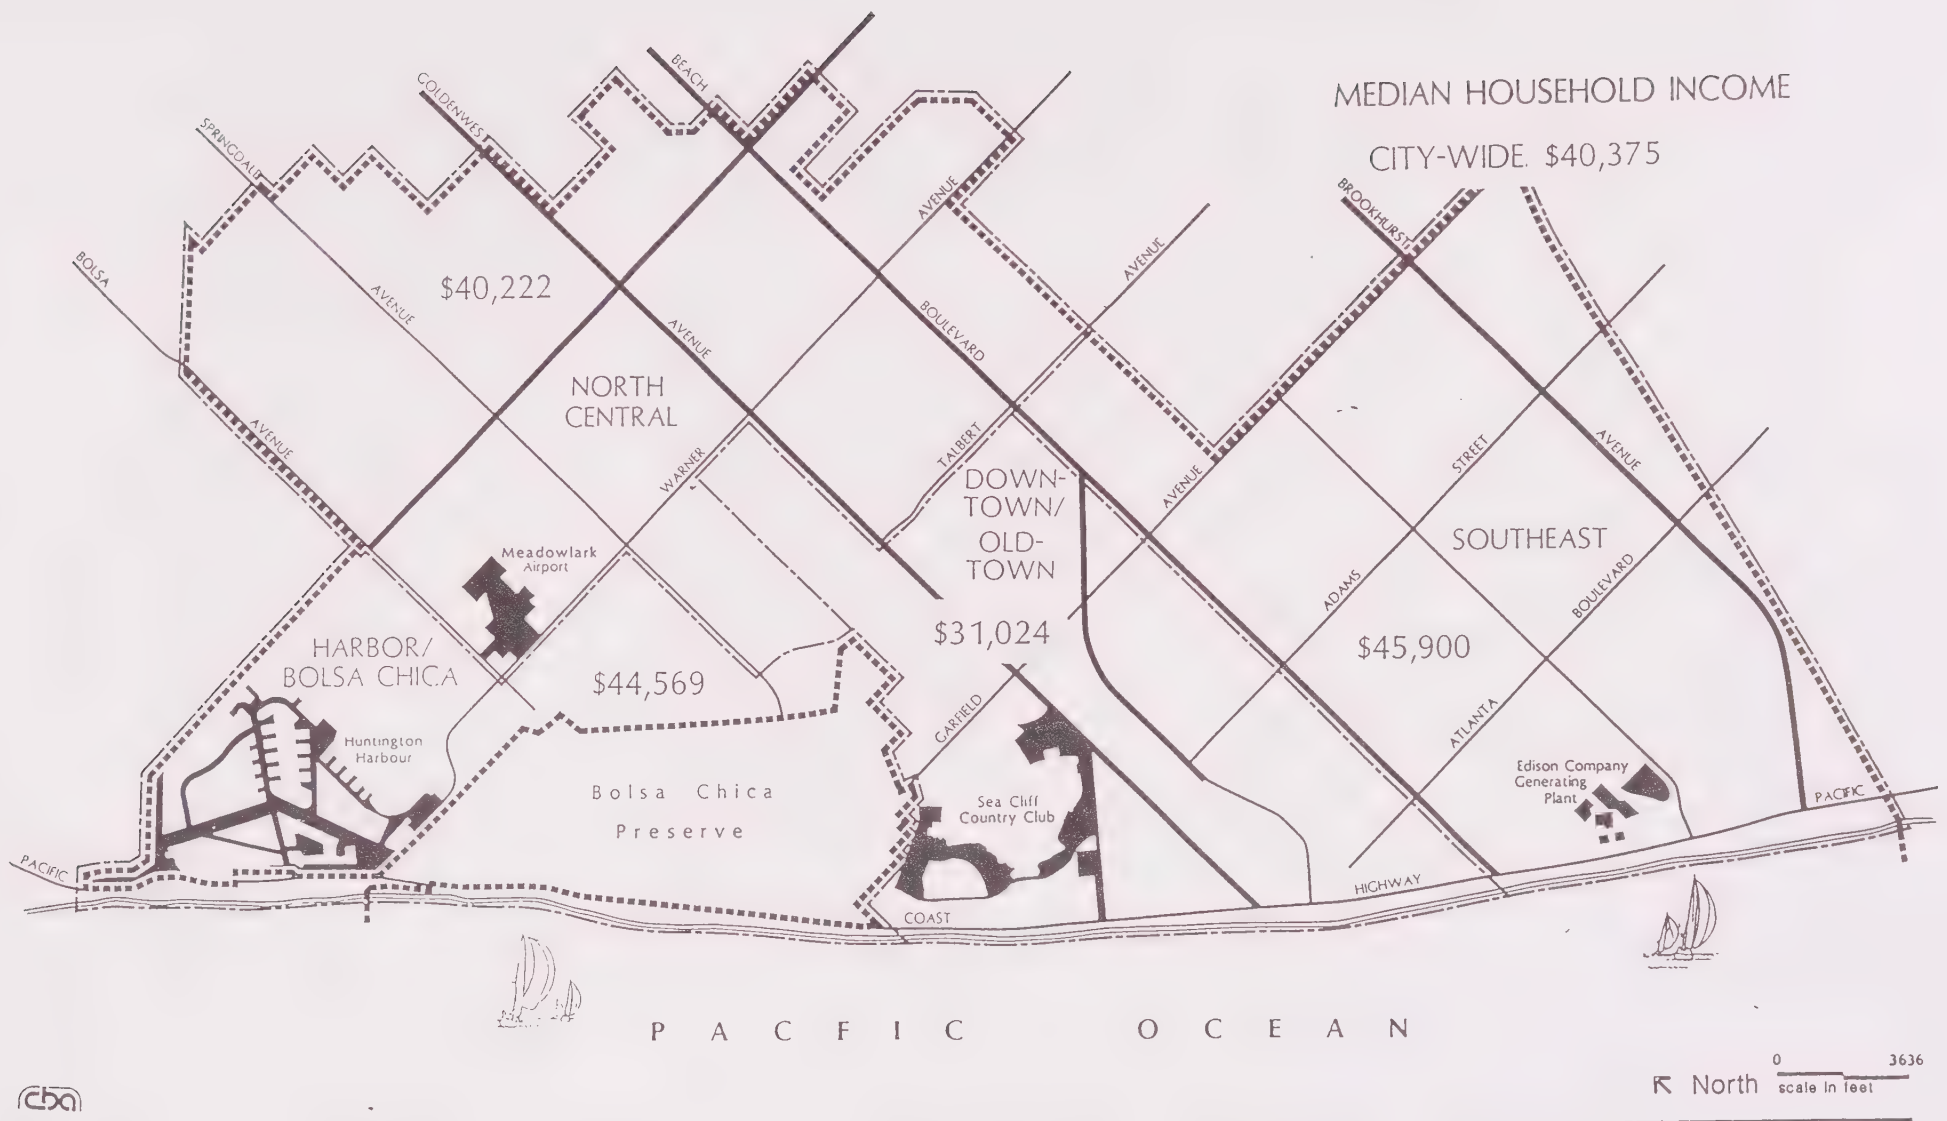 MEDIAN HOUSEHOLD INCOME
CITY-WIDE. $40,375
BEACH
GOLDENWEST
SPRINGDALE
BOLSA
AVENUE
BROOKHURST
AVENUE
$40,222
AVENUE
AVENUE
BOULEVARD
NORTH
CENTRAL
AVENUE
WARNER
TALBERT
DOWN-
TOWN/
OLD-
TOWN
AVENUE
STREET
AVENUE
SOUTHEAST
Meadowlark
Airport
ADAMS
BOULEVARD
HARBOR/
BOLSA CHICA
$31,024
$45,900
$44,569
GARFIELD
ATLANTA
Huntington
Harbour
Bolsa Chica
Preserve
Sea Cliff
Country Club
Edison Company
Generating
Plant
PACIFIC
PACIFIC
HIGHWAY
COAST
PACFIC OCEAN
0 3636
North scale in feet
cba